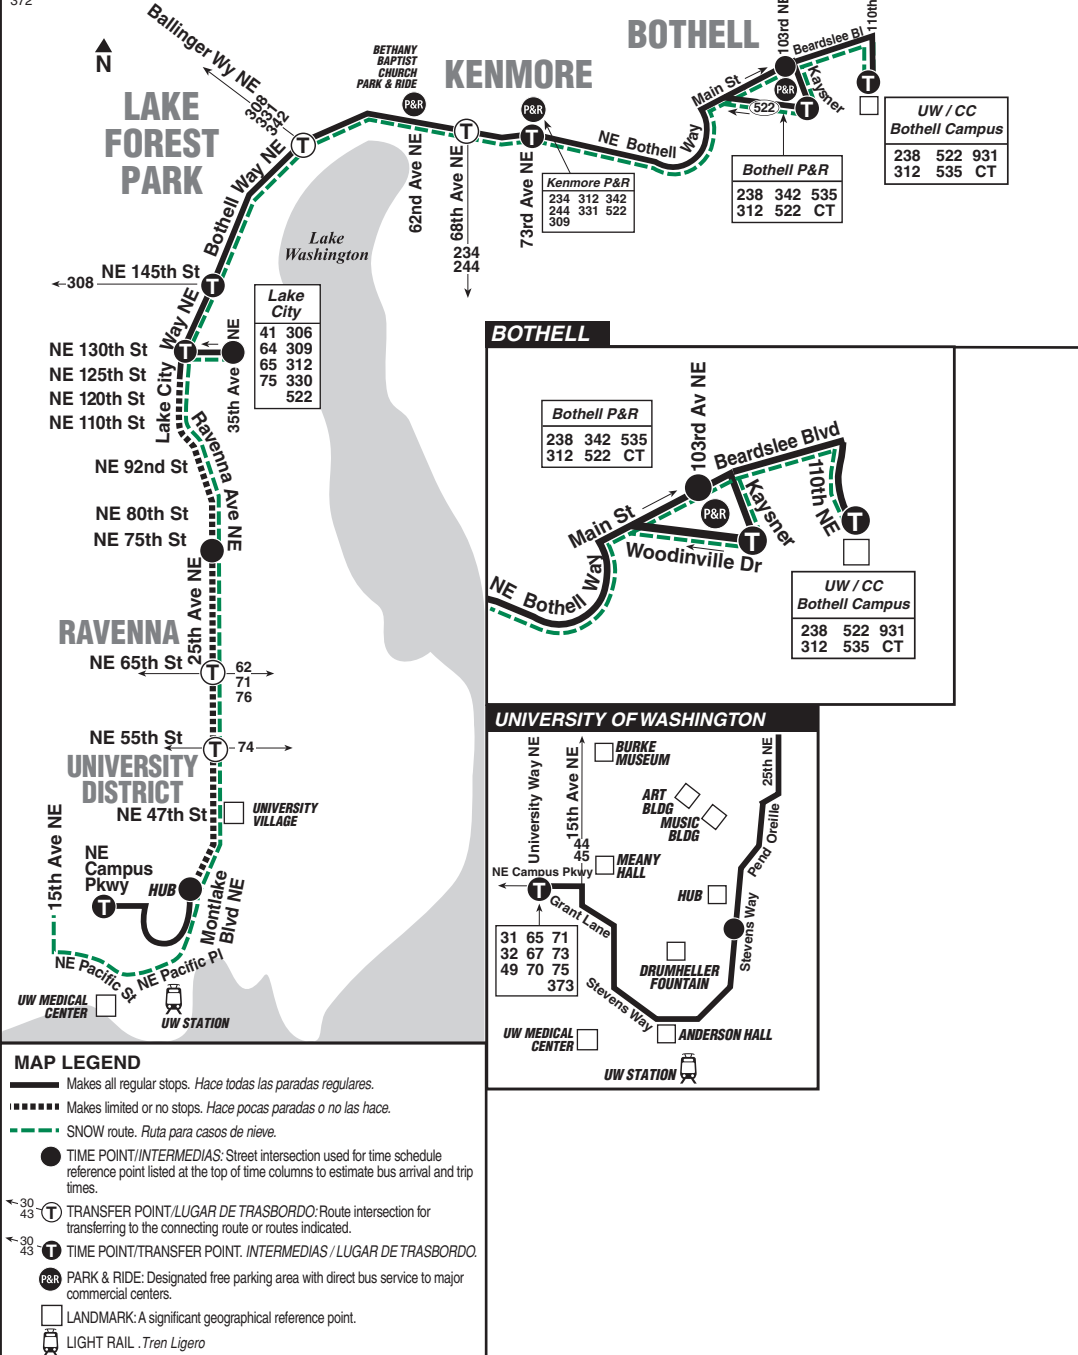 372
Ballinger Wy NE
308
331
342
N
LAKE
FOREST
PARK
BETHANY
BAPTIST
CHURCH
PARK & RIDE
P&R
KENMORE
P&R
BOTHELL
103rd NE
110th
Beardslee Bl
Main St
Kaysner
P&R
T
T
522
UW / CC
Bothell Campus
238 522 931
312 535 CT
Bothell P&R
238 342 535
312 522 CT
T
T
T
NE Bothell Way
Kenmore P&R
234 312 342
244 331 522
309
62nd Ave NE
68th Ave NE
73rd Ave NE
234
244
Bothell Way NE
Lake
Washington
NE 145th St
308
T
Lake City Way NE
Lake
City
41 306
64 309
65 312
75 330
522
NE 130th St
T
35th Ave NE
NE 125th St
NE 120th St
NE 110th St
Ravenna Ave NE
NE 92nd St
NE 80th St
NE 75th St
25th Ave NE
RAVENNA
NE 65th St
T
62
71
76
NE 55th St
T
74
UNIVERSITY
DISTRICT
NE 47th St
UNIVERSITY
VILLAGE
15th Ave NE
NE
Campus
Pkwy
T
HUB
Montlake
Blvd NE
NE Pacific St
NE Pacific Pl
UW MEDICAL
CENTER
UW STATION
BOTHELL
Bothell P&R
238 342 535
312 522 CT
103rd Av NE
Beardslee Blvd
110th NE
Kaysner
Main St
P&R
T
T
Woodinville Dr
NE Bothell Way
UW / CC
Bothell Campus
238 522 931
312 535 CT
UNIVERSITY OF WASHINGTON
University Way NE
15th Ave NE
44
45
BURKE
MUSEUM
25th NE
ART
BLDG
MUSIC
BLDG
Pend Oreille
MEANY
HALL
NE Campus Pkwy
T
Grant Lane
HUB
31 65 71
32 67 73
49 70 75
373
Stevens Way
DRUMHELLER
FOUNTAIN
Stevens Way
UW MEDICAL
CENTER
ANDERSON HALL
UW STATION
MAP LEGEND
Makes all regular stops. Hace todas las paradas regulares.
Makes limited or no stops. Hace pocas paradas o no las hace.
SNOW route. Ruta para casos de nieve.
TIME POINT/INTERMEDIAS: Street intersection used for time schedule
reference point listed at the top of time columns to estimate bus arrival and trip
times.
30
43
T
TRANSFER POINT/LUGAR DE TRASBORDO: Route intersection for
transferring to the connecting route or routes indicated.
30
43
T
TIME POINT/TRANSFER POINT. INTERMEDIAS / LUGAR DE TRASBORDO.
P&R
PARK & RIDE: Designated free parking area with direct bus service to major
commercial centers.
LANDMARK: A significant geographical reference point.
LIGHT RAIL . Tren Ligero